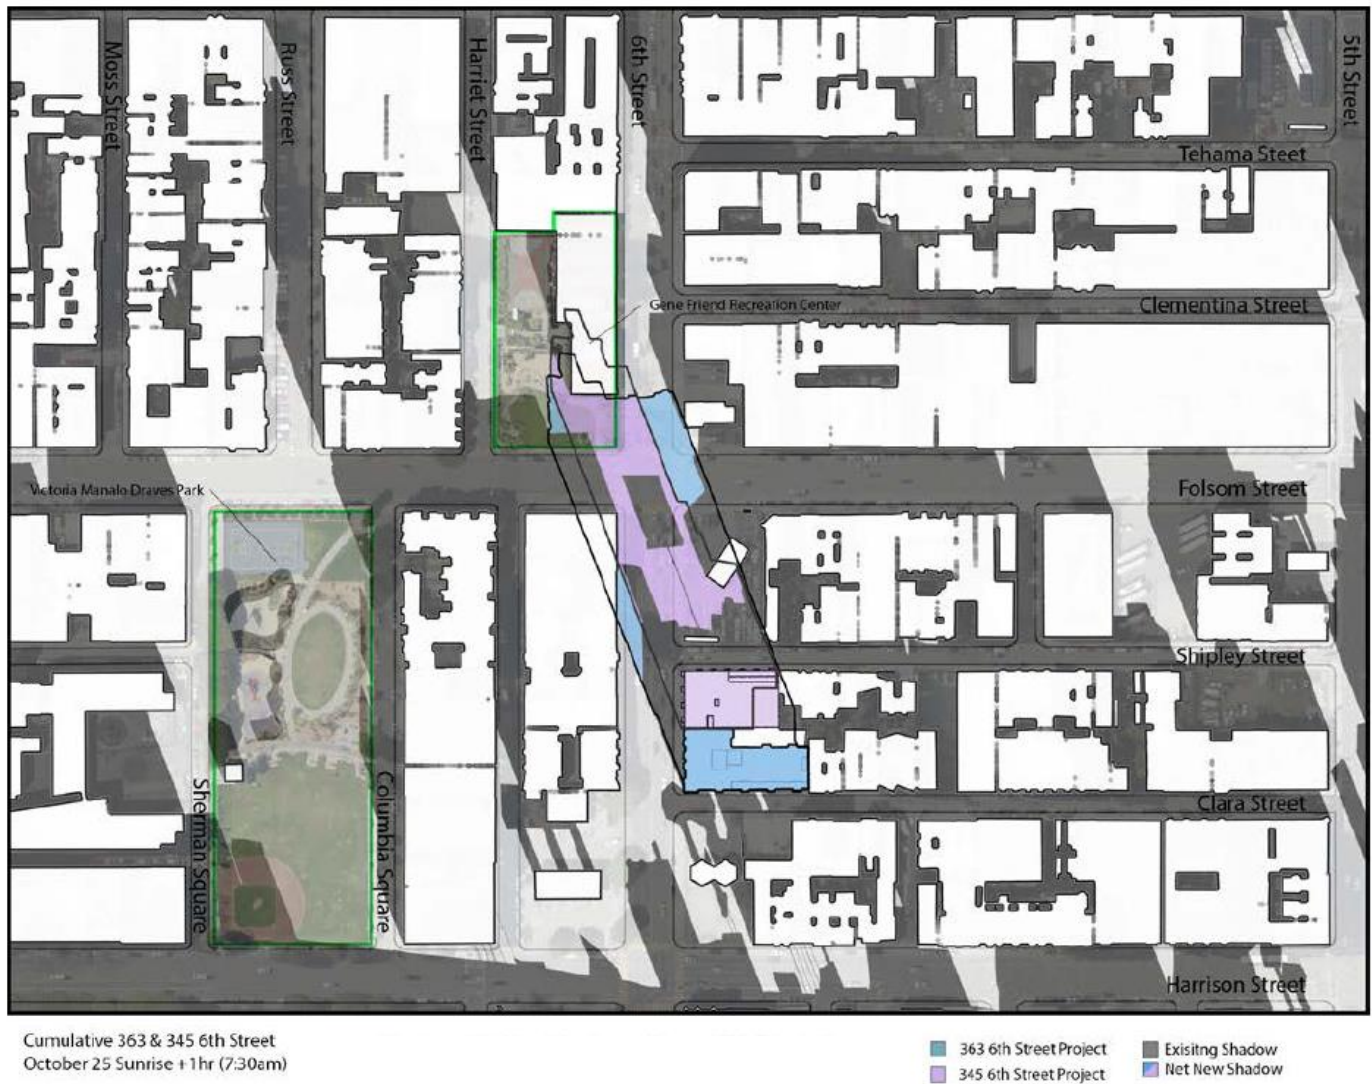 Moss Street
Russ Street
Harriet Street
6th Street
5th Street
Tehama Steet
Gene Friend Recreation Center
Clementina Street
Victoria Manalo Draves Park
Folsom Street
Shipley Street
Sherman Square
Columbia Square
Clara Street
Harrison Street
Cumulative 363 & 345 6th Street
October 25 Sunrise +1hr (7:30am)
363 6th Street Project
345 6th Street Project
Exisitng Shadow
Net New Shadow